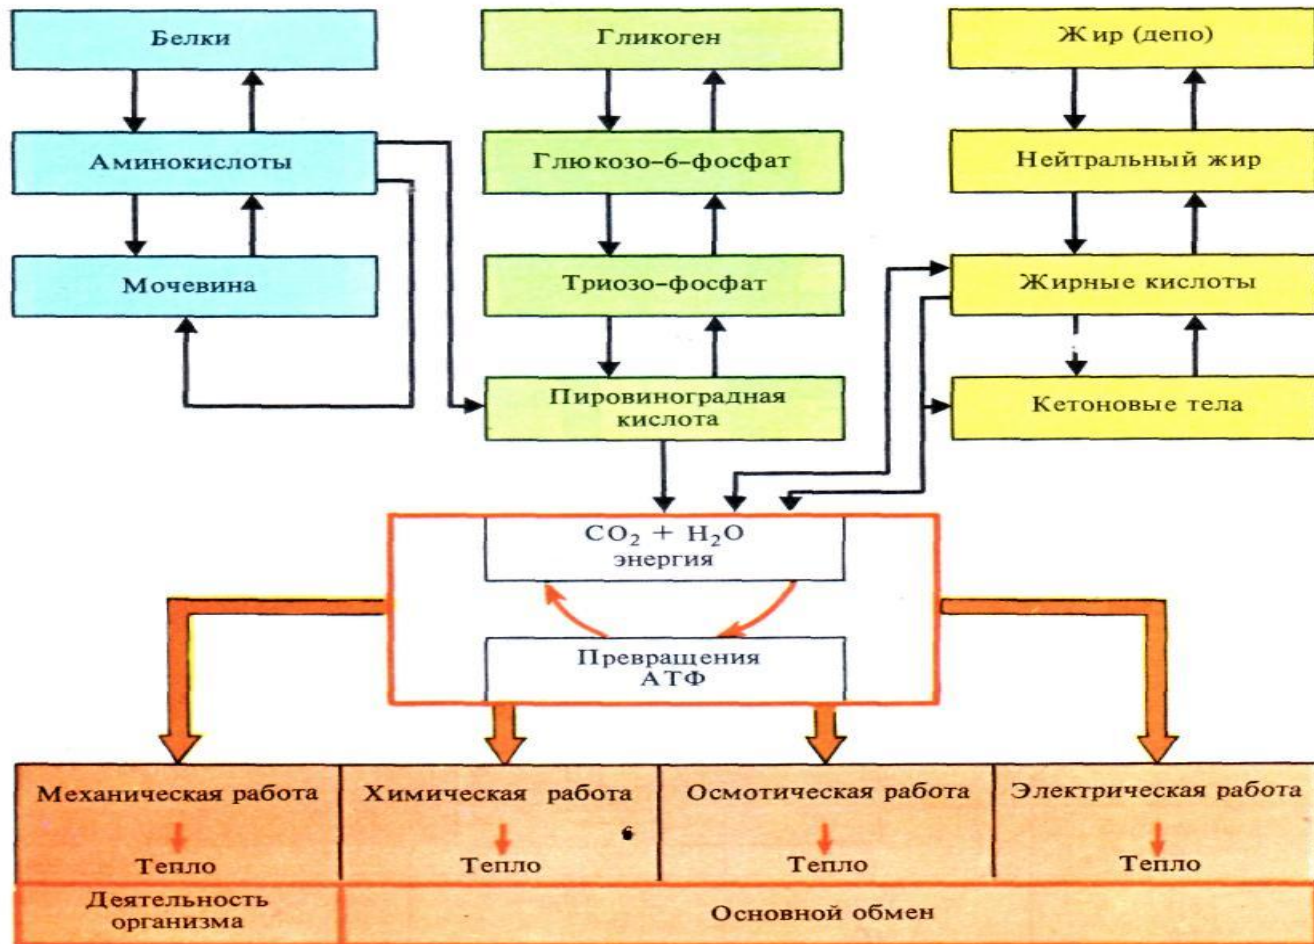 Белки
Гликоген
Жир (депо)
Аминокислоты
Глюкозо-6-фосфат
Нейтральный жир
Мочевина
Триозо-фосфат
Жирные кислоты
Пировиноградная
кислота
Кетоновые тела
CO₂ + H₂O
энергия
Превращения
АТФ
Механическая работа
Химическая работа
Осмотическая работа
Электрическая работа
Тепло
Тепло
Тепло
Тепло
Деятельность
организма
Основной обмен